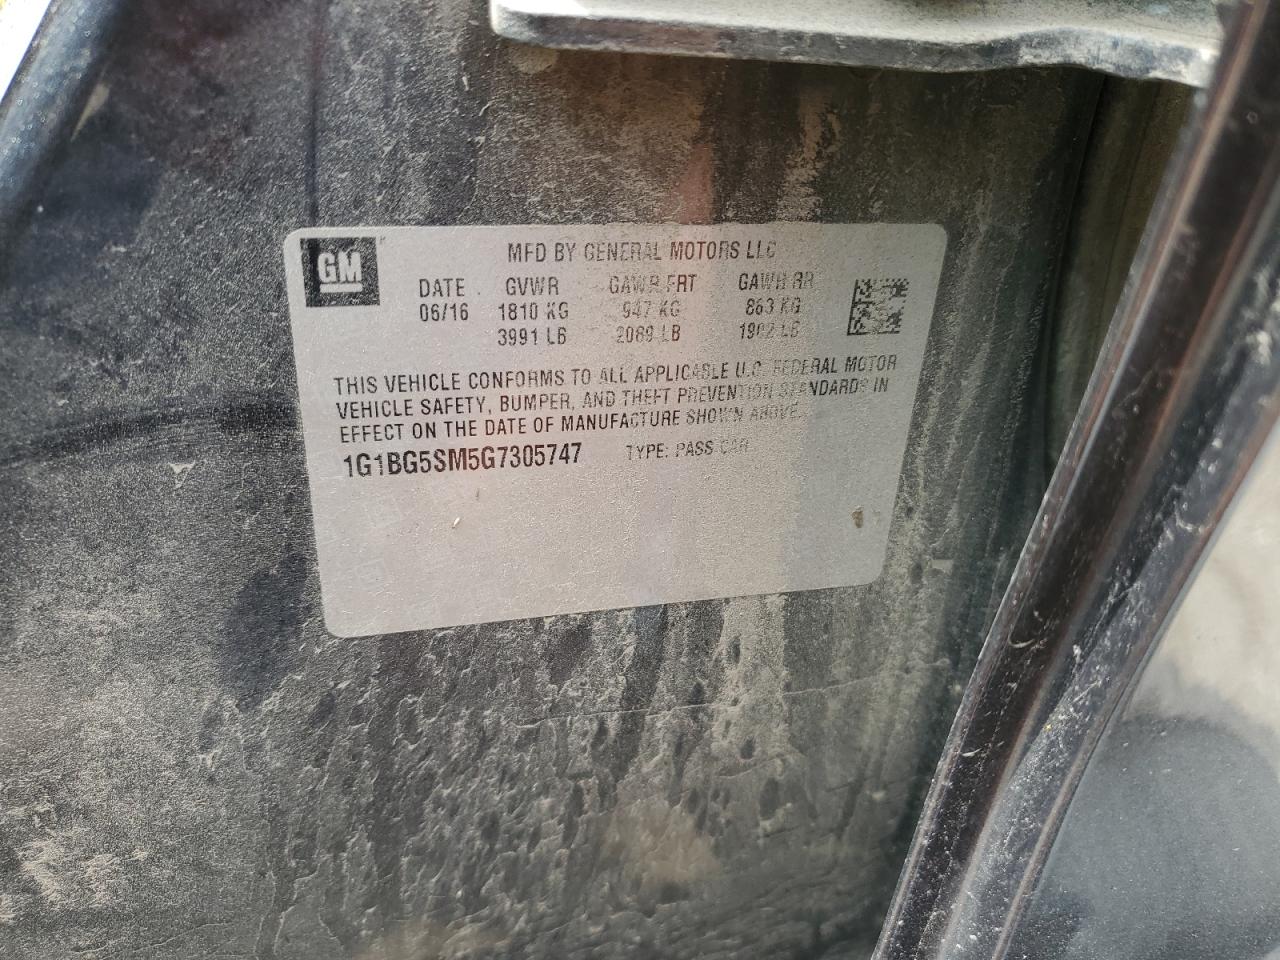 GM
MFD BY GENERAL MOTORS LLC
DATE GVWR GAWR FRT GAWR RR
06/16 1810 KG 947 KG 863 KG
3991 LB 2089 LB 1902 LB
THIS VEHICLE CONFORMS TO ALL APPLICABLE U.S. FEDERAL MOTOR
VEHICLE SAFETY, BUMPER, AND THEFT PREVENTION STANDARDS IN
EFFECT ON THE DATE OF MANUFACTURE SHOWN ABOVE.
1G1BG5SM5G7305747 TYPE: PASS CAR